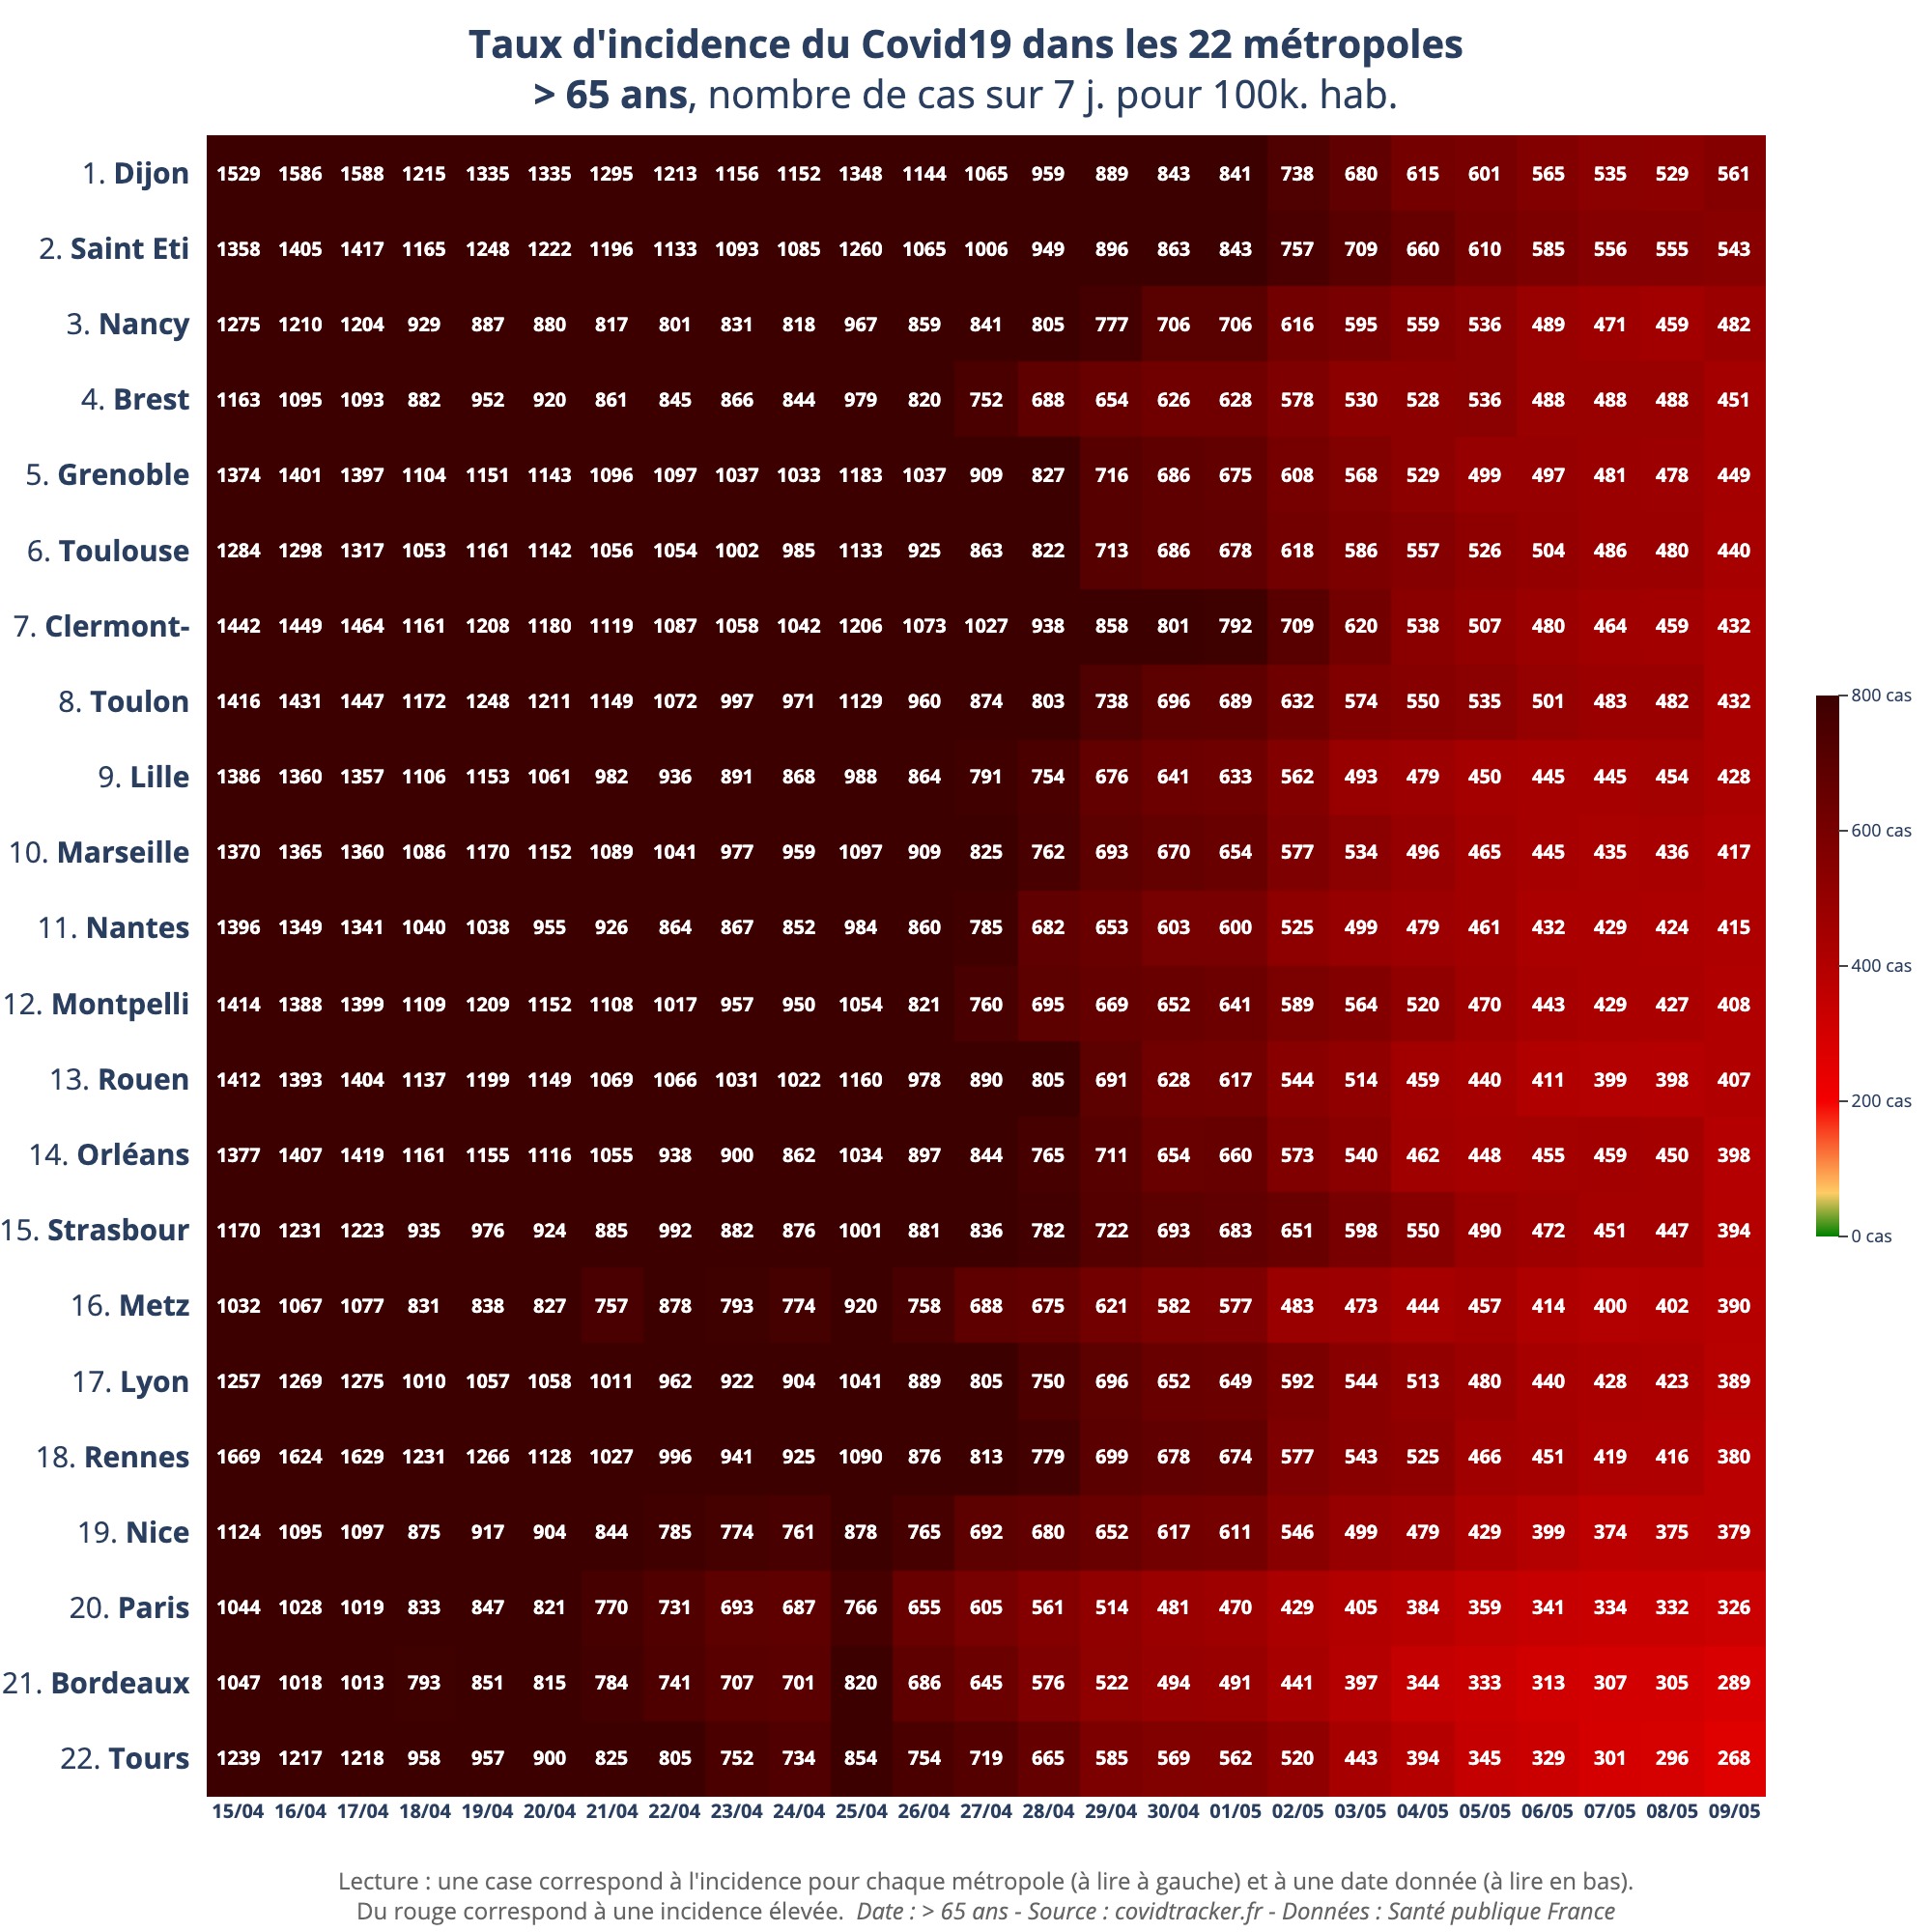 Taux d'incidence du Covid19 dans les 22 métropoles
> 65 ans, nombre de cas sur 7 j. pour 100k. hab.
1. Dijon 1529 1586 1588 1215 1335 1335 1295 1213 1156 1152 1348 1144 1065 959 889 843 841 738 680 615 601 565 535 529 561
2. Saint Eti 1358 1405 1417 1165 1248 1222 1196 1133 1093 1085 1260 1065 1006 949 896 863 843 757 709 660 610 585 556 555 543
3. Nancy 1275 1210 1204 929 887 880 817 801 831 818 967 859 841 805 777 706 706 616 595 559 536 489 471 459 482
4. Brest 1163 1095 1093 882 952 920 861 845 866 844 979 820 752 688 654 626 628 578 530 528 536 488 488 488 451
5. Grenoble 1374 1401 1397 1104 1151 1143 1096 1097 1037 1033 1183 1037 909 827 716 686 675 608 568 529 499 497 481 478 449
6. Toulouse 1284 1298 1317 1053 1161 1142 1056 1054 1002 985 1133 925 863 822 713 686 678 618 586 557 526 504 486 480 440
7. Clermont- 1442 1449 1464 1161 1208 1180 1119 1087 1058 1042 1206 1073 1027 938 858 801 792 709 620 538 507 480 464 459 432
8. Toulon 1416 1431 1447 1172 1248 1211 1149 1072 997 971 1129 960 874 803 738 696 689 632 574 550 535 501 483 482 432
9. Lille 1386 1360 1357 1106 1153 1061 982 936 891 868 988 864 791 754 676 641 633 562 493 479 450 445 445 454 428
10. Marseille 1370 1365 1360 1086 1170 1152 1089 1041 977 959 1097 909 825 762 693 670 654 577 534 496 465 445 435 436 417
11. Nantes 1396 1349 1341 1040 1038 955 926 864 867 852 984 860 785 682 653 603 600 525 499 479 461 432 429 424 415
12. Montpelli 1414 1388 1399 1109 1209 1152 1108 1017 957 950 1054 821 760 695 669 652 641 589 564 520 470 443 429 427 408
13. Rouen 1412 1393 1404 1137 1199 1149 1069 1066 1031 1022 1160 978 890 805 691 628 617 544 514 459 440 411 399 398 407
14. Orléans 1377 1407 1419 1161 1155 1116 1055 938 900 862 1034 897 844 765 711 654 660 573 540 462 448 455 459 450 398
15. Strasbour 1170 1231 1223 935 976 924 885 992 882 876 1001 881 836 782 722 693 683 651 598 550 490 472 451 447 394
16. Metz 1032 1067 1077 831 838 827 757 878 793 774 920 758 688 675 621 582 577 483 473 444 457 414 400 402 390
17. Lyon 1257 1269 1275 1010 1057 1058 1011 962 922 904 1041 889 805 750 696 652 649 592 544 513 480 440 428 423 389
18. Rennes 1669 1624 1629 1231 1266 1128 1027 996 941 925 1090 876 813 779 699 678 674 577 543 525 466 451 419 416 380
19. Nice 1124 1095 1097 875 917 904 844 785 774 761 878 765 692 680 652 617 611 546 499 479 429 399 374 375 379
20. Paris 1044 1028 1019 833 847 821 770 731 693 687 766 655 605 561 514 481 470 429 405 384 359 341 334 332 326
21. Bordeaux 1047 1018 1013 793 851 815 784 741 707 701 820 686 645 576 522 494 491 441 397 344 333 313 307 305 289
22. Tours 1239 1217 1218 958 957 900 825 805 752 734 854 754 719 665 585 569 562 520 443 394 345 329 301 296 268
15/04 16/04 17/04 18/04 19/04 20/04 21/04 22/04 23/04 24/04 25/04 26/04 27/04 28/04 29/04 30/04 01/05 02/05 03/05 04/05 05/05 06/05 07/05 08/05 09/05
800 cas
600 cas
400 cas
200 cas
0 cas
Lecture : une case correspond à l'incidence pour chaque métropole (à lire à gauche) et à une date donnée (à lire en bas).
Du rouge correspond à une incidence élevée. Date : > 65 ans - Source : covidtracker.fr - Données : Santé publique France